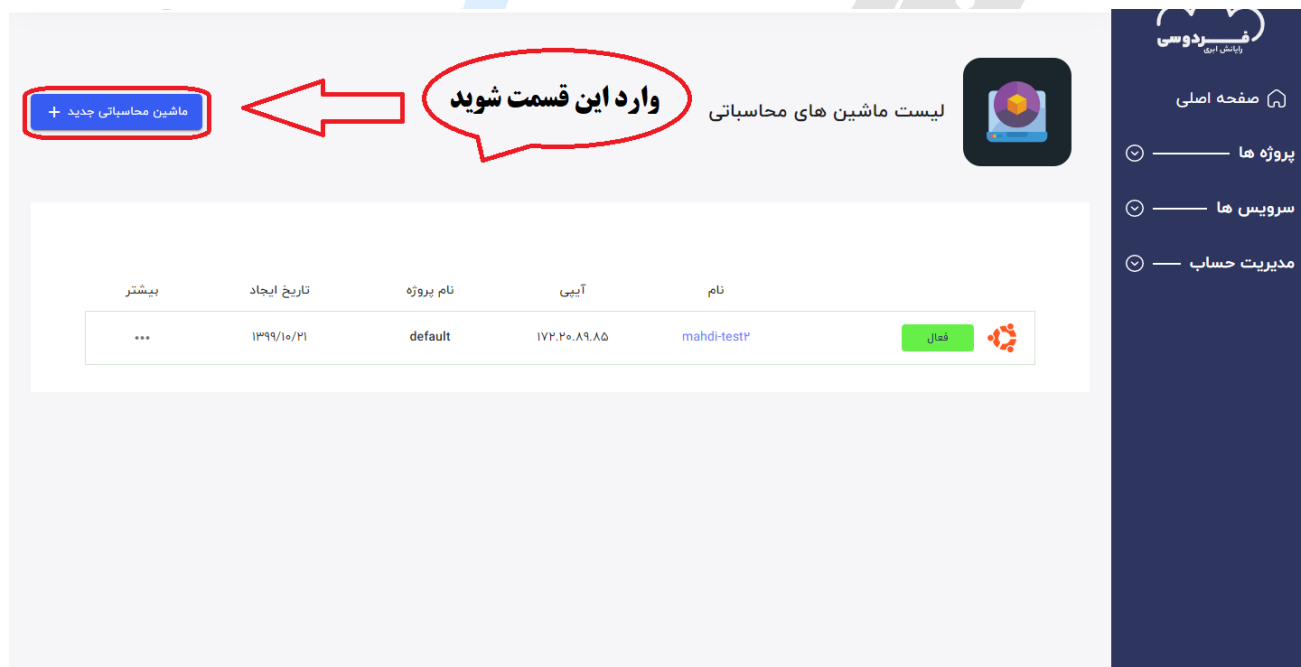 فـــردوسی
رایانش ابری
صفحه اصلی
پروژه ها
سرویس ها
مدیریت حساب
لیست ماشین های محاسباتی
وارد این قسمت شوید
ماشین محاسباتی جدید +
نام آیپی نام پروژه تاریخ ایجاد بیشتر
فعال mahdi-test۲ ۱۷۲.۲۰.۸۹.۸۵ default ۱۳۹۹/۱۰/۲۱ •••